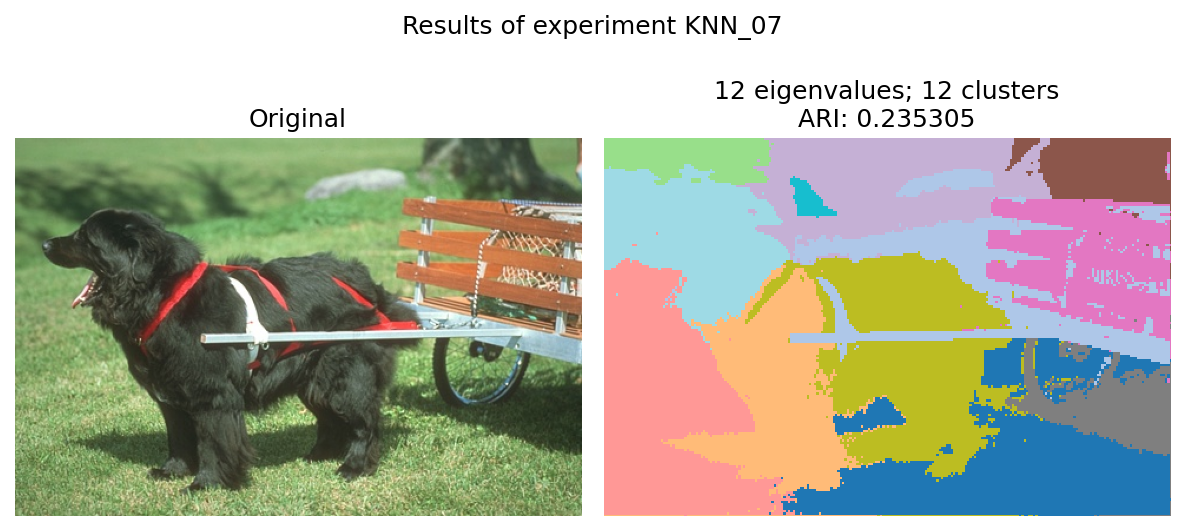 Results of experiment KNN_07
Original
12 eigenvalues; 12 clusters
ARI: 0.235305